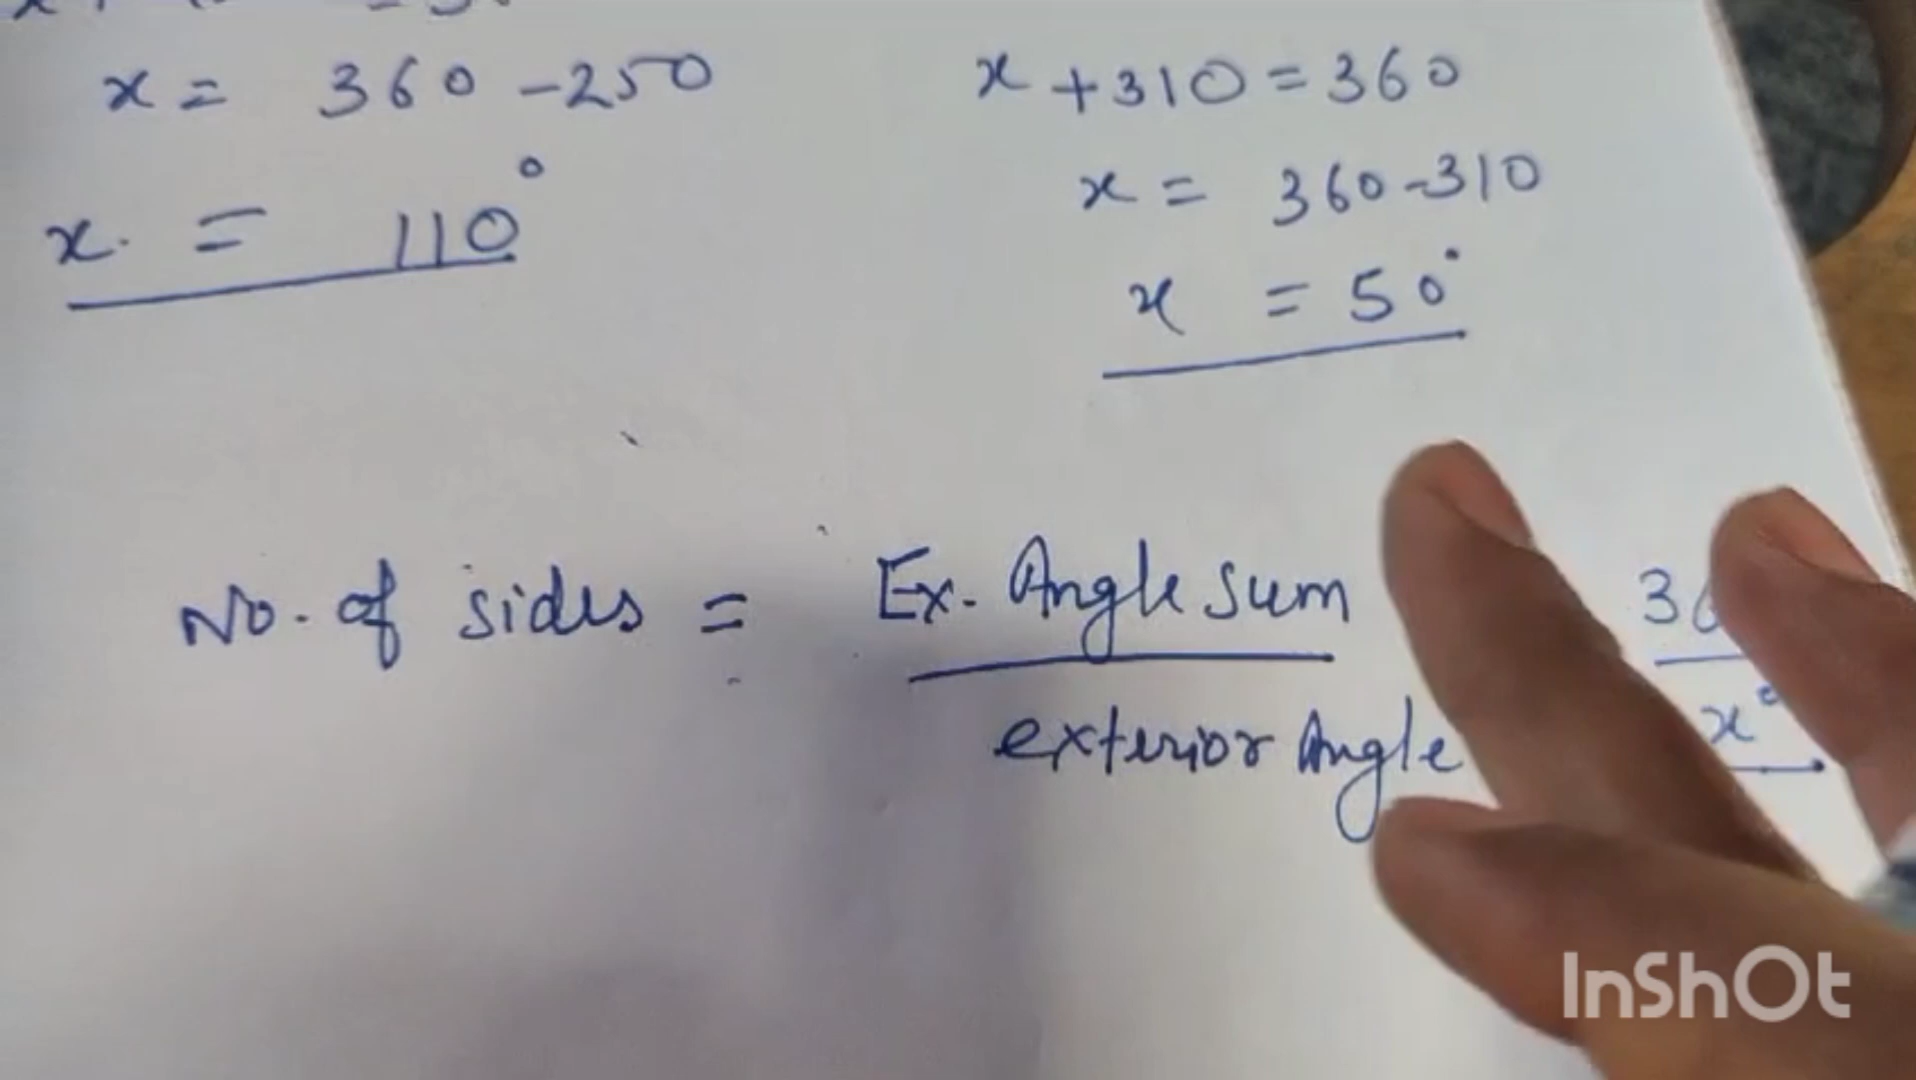 x = 360 - 250
x = 110°
x + 310 = 360
x = 360 - 310
x = 50°
No. of sides = Ex. Angle sum
exterior Angle
x°
InShOt